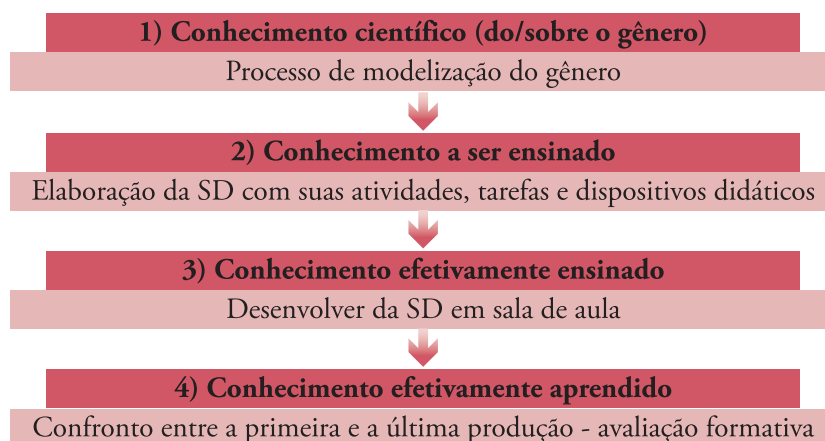 1) Conhecimento científico (do/sobre o gênero)
Processo de modelização do gênero
2) Conhecimento a ser ensinado
Elaboração da SD com suas atividades, tarefas e dispositivos didáticos
3) Conhecimento efetivamente ensinado
Desenvolver da SD em sala de aula
4) Conhecimento efetivamente aprendido
Confronto entre a primeira e a última produção - avaliação formativa